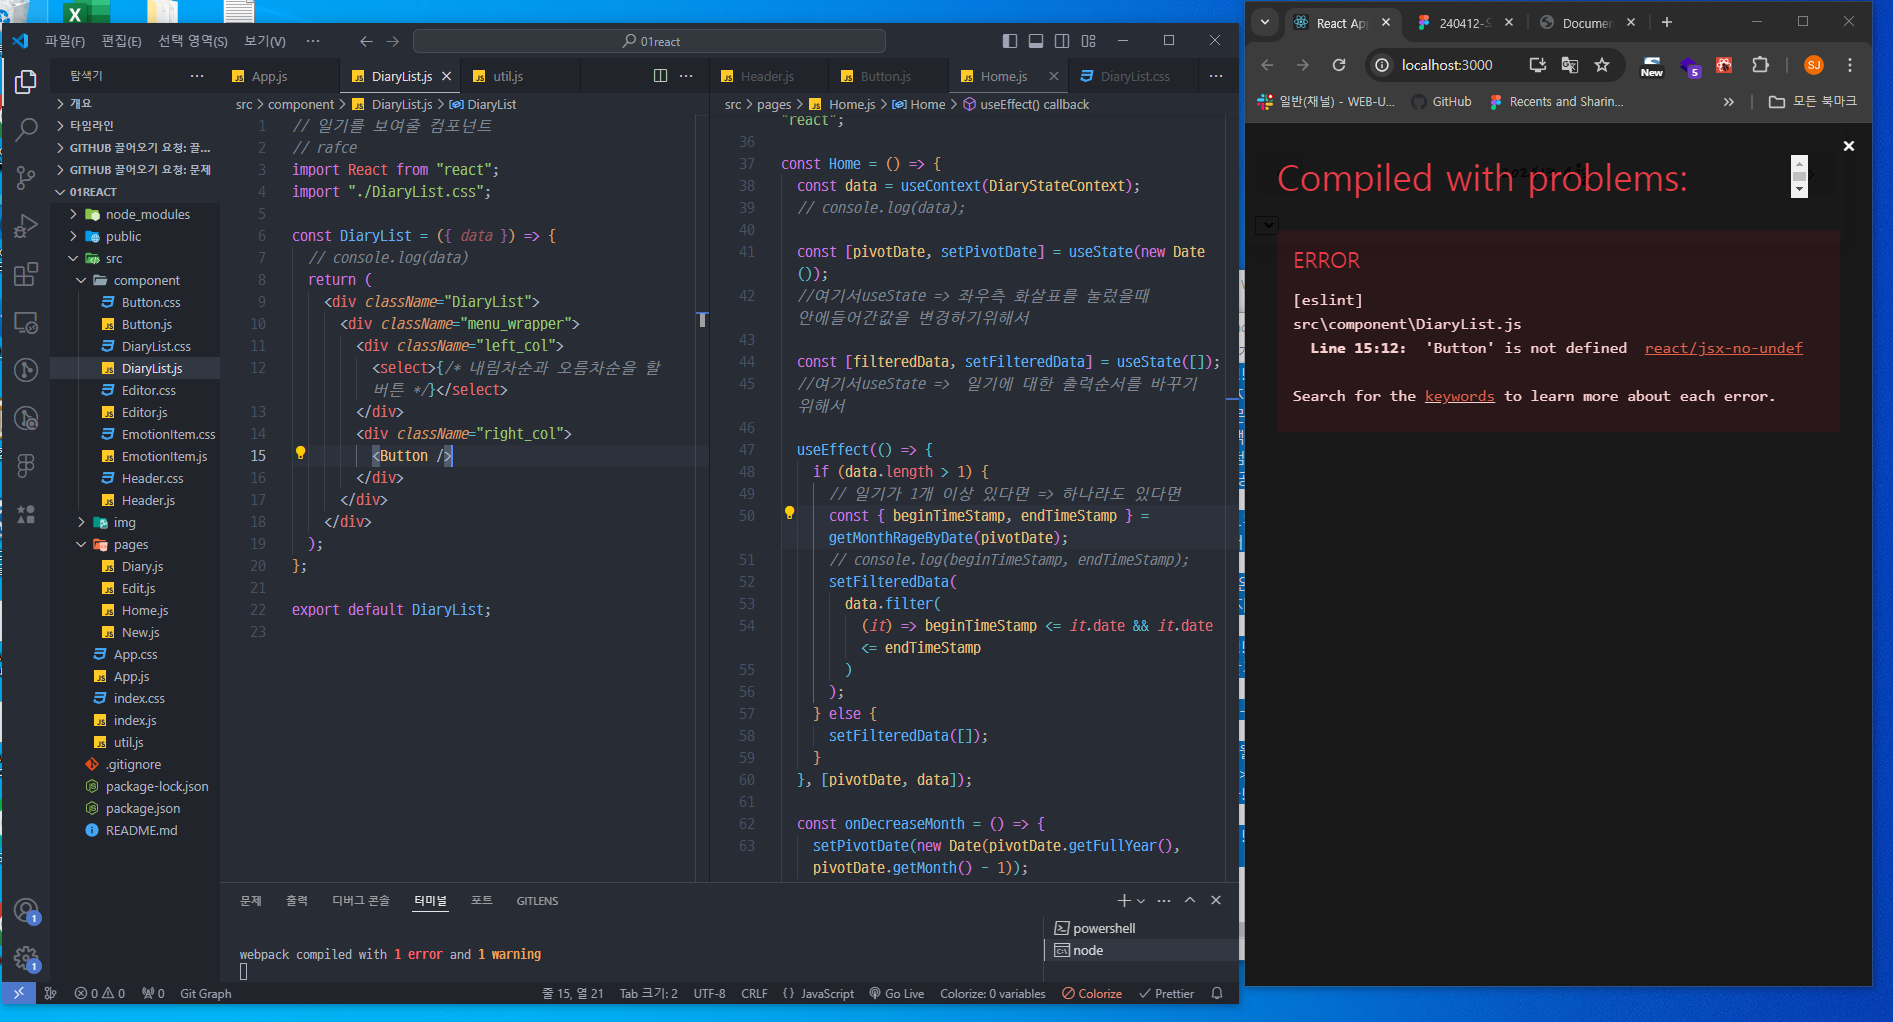 파일(F) 편집(E) 선택 영역(S) 보기(V) ··· 01react
탐색기 ···
개요
타임라인
GITHUB 끌어오기 요청: 끌...
GITHUB 끌어오기 요청: 문제
01REACT
node_modules
public
src
component
Button.css
Button.js
DiaryList.css
DiaryList.js
Editor.css
Editor.js
EmotionItem.css
EmotionItem.js
Header.css
Header.js
img
pages
Diary.js
Edit.js
Home.js
New.js
App.css
App.js
index.css
index.js
util.js
.gitignore
package-lock.json
package.json
README.md
1
1
App.js DiaryList.js util.js
src > component > DiaryList.js > DiaryList
1 // 일기를 보여줄 컴포넌트
2 // rafce
3 import React from "react";
4 import "./DiaryList.css";
5
6 const DiaryList = ({ data }) => {
7 // console.log(data)
8 return (
9 <div className="DiaryList">
10 <div className="menu_wrapper">
11 <div className="left_col">
12 <select>{/* 내림차순과 오름차순을 할
버튼 */}</select>
13 </div>
14 <div className="right_col">
15 <Button />
16 </div>
17 </div>
18 </div>
19 );
20 };
21
22 export default DiaryList;
23
Header.js Button.js Home.js DiaryList.css
src > pages > Home.js > Home > useEffect() callback
"react";
36
37 const Home = () => {
38 const data = useContext(DiaryStateContext);
39 // console.log(data);
40
41 const [pivotDate, setPivotDate] = useState(new Date
());
42 //여기서useState => 좌우측 화살표를 눌렀을때
안에들어간값을 변경하기위해서
43
44 const [filteredData, setFilteredData] = useState([]);
45 //여기서useState => 일기에 대한 출력순서를 바꾸기
위해서
46
47 useEffect(() => {
48 if (data.length > 1) {
49 // 일기가 1개 이상 있다면 => 하나라도 있다면
50 const { beginTimeStamp, endTimeStamp } =
getMonthRageByDate(pivotDate);
51 // console.log(beginTimeStamp, endTimeStamp);
52 setFilteredData(
53 data.filter(
54 (it) => beginTimeStamp <= it.date && it.date
<= endTimeStamp
55 )
56 );
57 } else {
58 setFilteredData([]);
59 }
60 }, [pivotDate, data]);
61
62 const onDecreaseMonth = () => {
63 setPivotDate(new Date(pivotDate.getFullYear(),
pivotDate.getMonth() - 1));
문제 출력 디버그 콘솔 터미널 포트 GITLENS
webpack compiled with 1 error and 1 warning
powershell
node
0 0 0 Git Graph 줄 15, 열 21 Tab 크기: 2 UTF-8 CRLF {} JavaScript Go Live Colorize: 0 variables Colorize Prettier
React App 240412-S Documen
localhost:3000 New 5 SJ
일반(채널) - WEB-U... GitHub Recents and Sharin... » 모든 북마크
Compiled with problems:
ERROR
[eslint]
src\component\DiaryList.js
Line 15:12: 'Button' is not defined react/jsx-no-undef
Search for the keywords to learn more about each error.